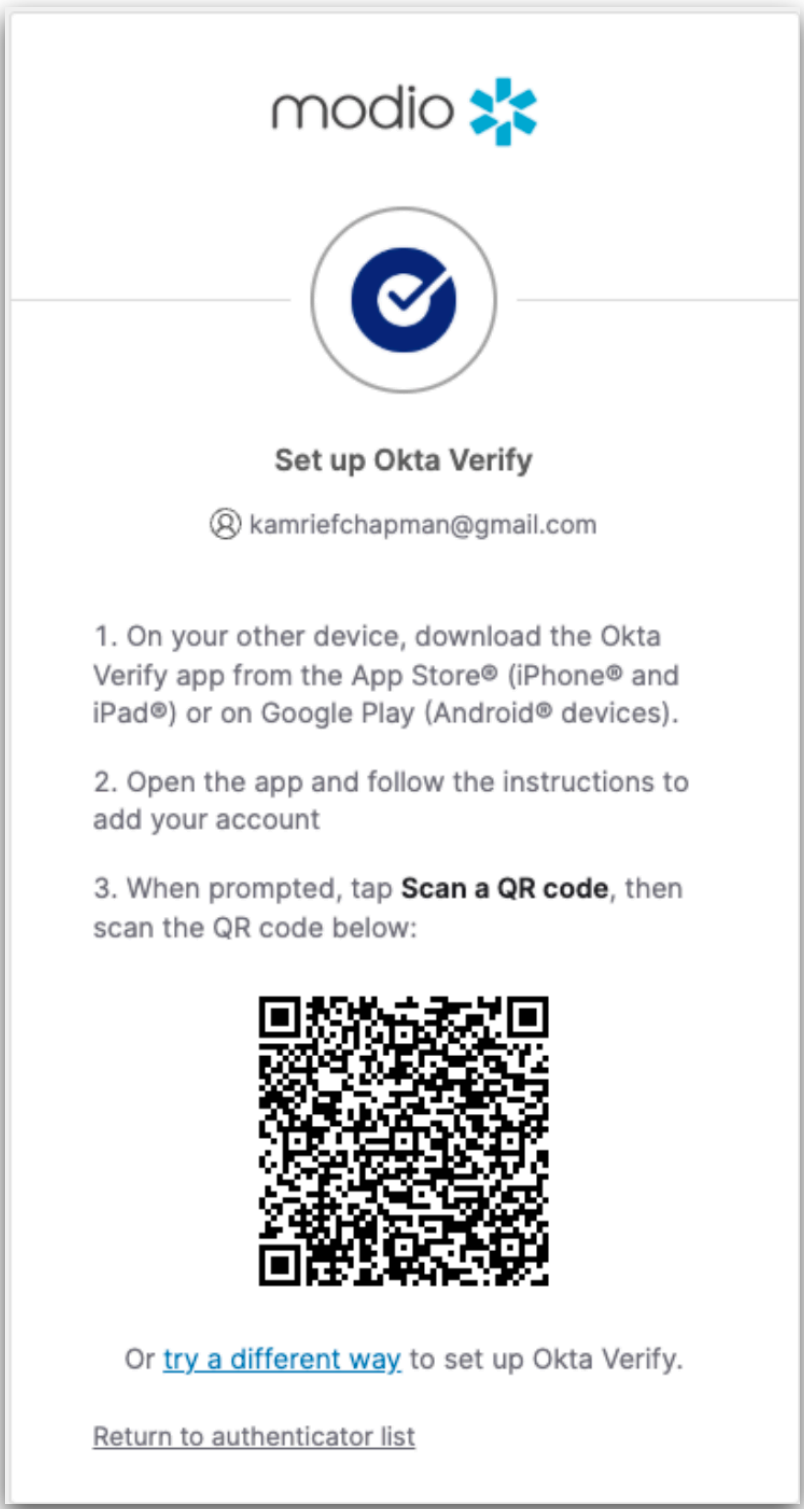 modio
Set up Okta Verify
kamriefchapman@gmail.com
1. On your other device, download the Okta
Verify app from the App Store® (iPhone® and
iPad®) or on Google Play (Android® devices).
2. Open the app and follow the instructions to
add your account
3. When prompted, tap Scan a QR code, then
scan the QR code below:
Or try a different way to set up Okta Verify.
Return to authenticator list